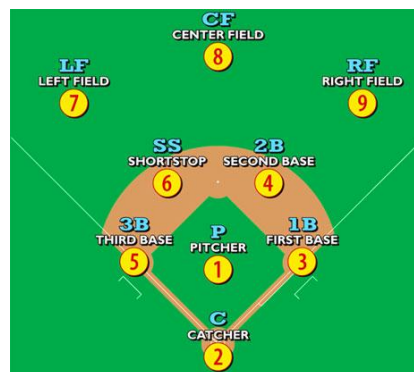 CF
CENTER FIELD
8
LF
LEFT FIELD
7
RF
RIGHT FIELD
9
SS
SHORTSTOP
6
2B
SECOND BASE
4
3B
THIRD BASE
5
P
PITCHER
1
1B
FIRST BASE
3
C
CATCHER
2